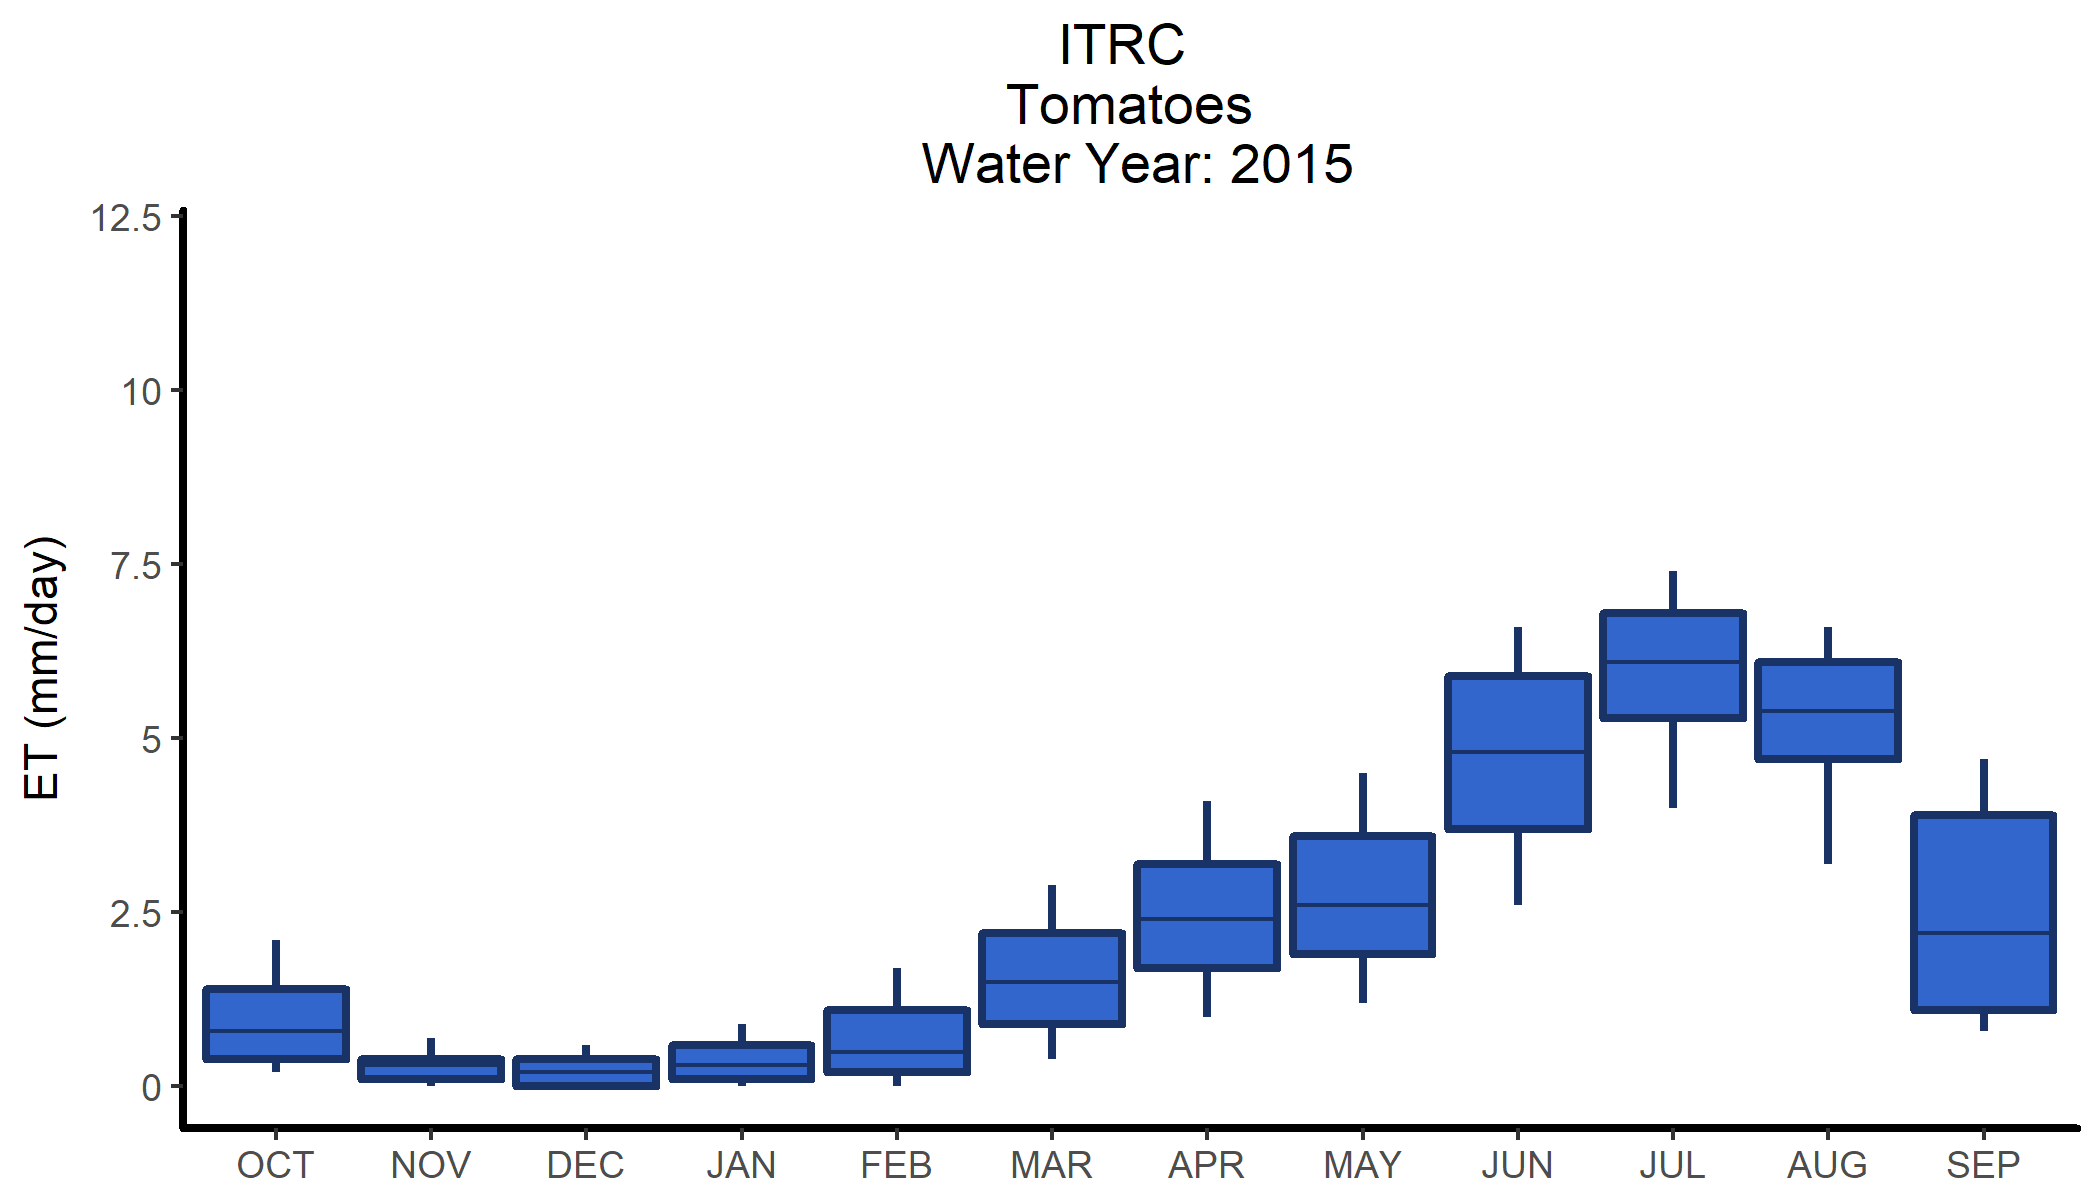 ITRC
Tomatoes
Water Year: 2015
ET (mm/day)
12.5
10
7.5
5
2.5
0
OCT NOV DEC JAN FEB MAR APR MAY JUN JUL AUG SEP